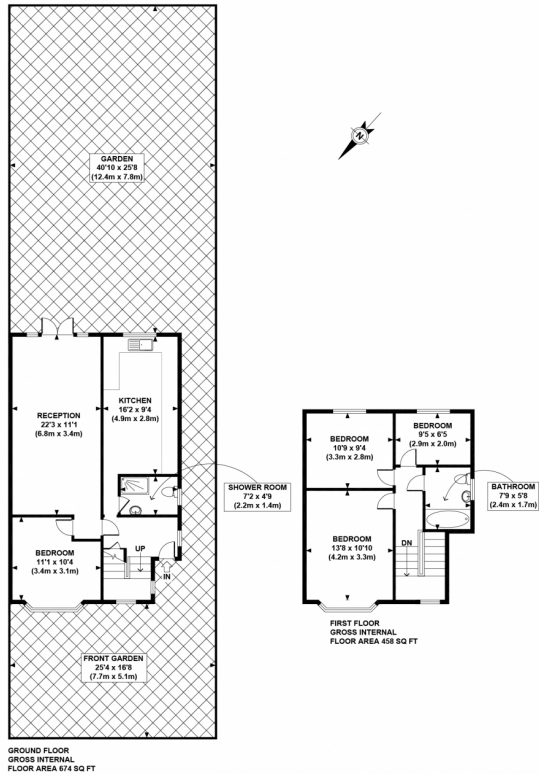 GARDEN
40'10 x 25'8
(12.4m x 7.8m)
N
RECEPTION
22'3 x 11'1
(6.8m x 3.4m)
KITCHEN
16'2 x 9'4
(4.9m x 2.8m)
SHOWER ROOM
7'2 x 4'9
(2.2m x 1.4m)
BEDROOM
11'1 x 10'4
(3.4m x 3.1m)
UP
IN
FRONT GARDEN
25'4 x 16'8
(7.7m x 5.1m)
GROUND FLOOR
GROSS INTERNAL
FLOOR AREA 674 SQ FT
BEDROOM
10'9 x 9'4
(3.3m x 2.8m)
BEDROOM
9'5 x 6'5
(2.9m x 2.0m)
BATHROOM
7'9 x 5'8
(2.4m x 1.7m)
BEDROOM
13'8 x 10'10
(4.2m x 3.3m)
DN
FIRST FLOOR
GROSS INTERNAL
FLOOR AREA 458 SQ FT